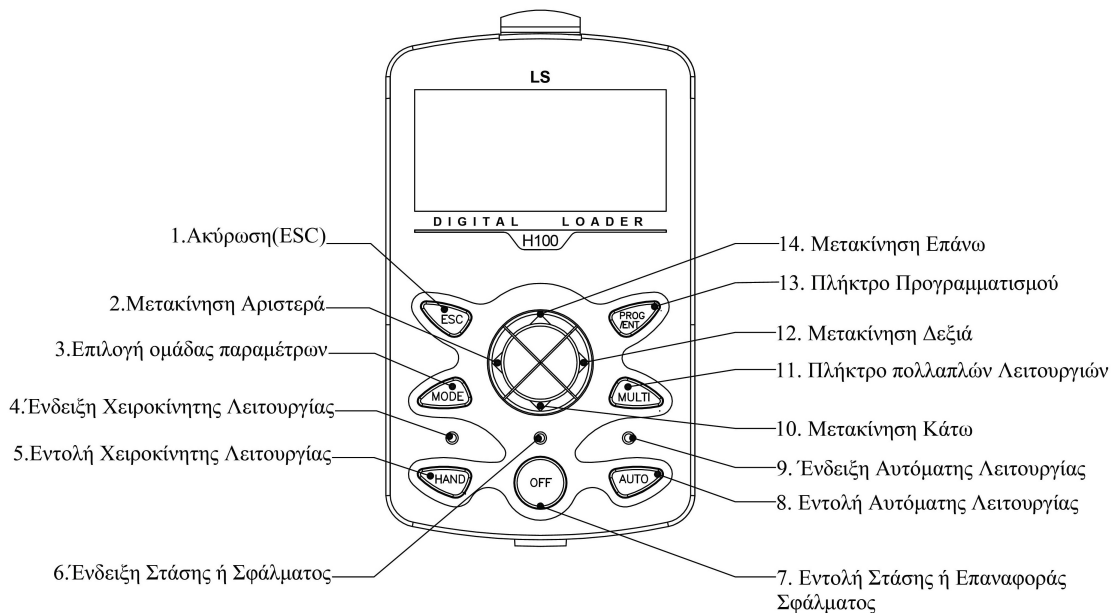 LS
DIGITAL LOADER
H100
1.Ακύρωση(ESC)
2.Μετακίνηση Αριστερά
3.Επιλογή ομάδας παραμέτρων
4.Ένδειξη Χειροκίνητης Λειτουργίας
5.Εντολή Χειροκίνητης Λειτουργίας
6.Ένδειξη Στάσης ή Σφάλματος
ESC
PROG
/ENT
MODE
MULTI
HAND
OFF
AUTO
14. Μετακίνηση Επάνω
13. Πλήκτρο Προγραμματισμού
12. Μετακίνηση Δεξιά
11. Πλήκτρο πολλαπλών Λειτουργιών
10. Μετακίνηση Κάτω
9. Ένδειξη Αυτόματης Λειτουργίας
8. Εντολή Αυτόματης Λειτουργίας
7. Εντολή Στάσης ή Επαναφοράς
Σφάλματος